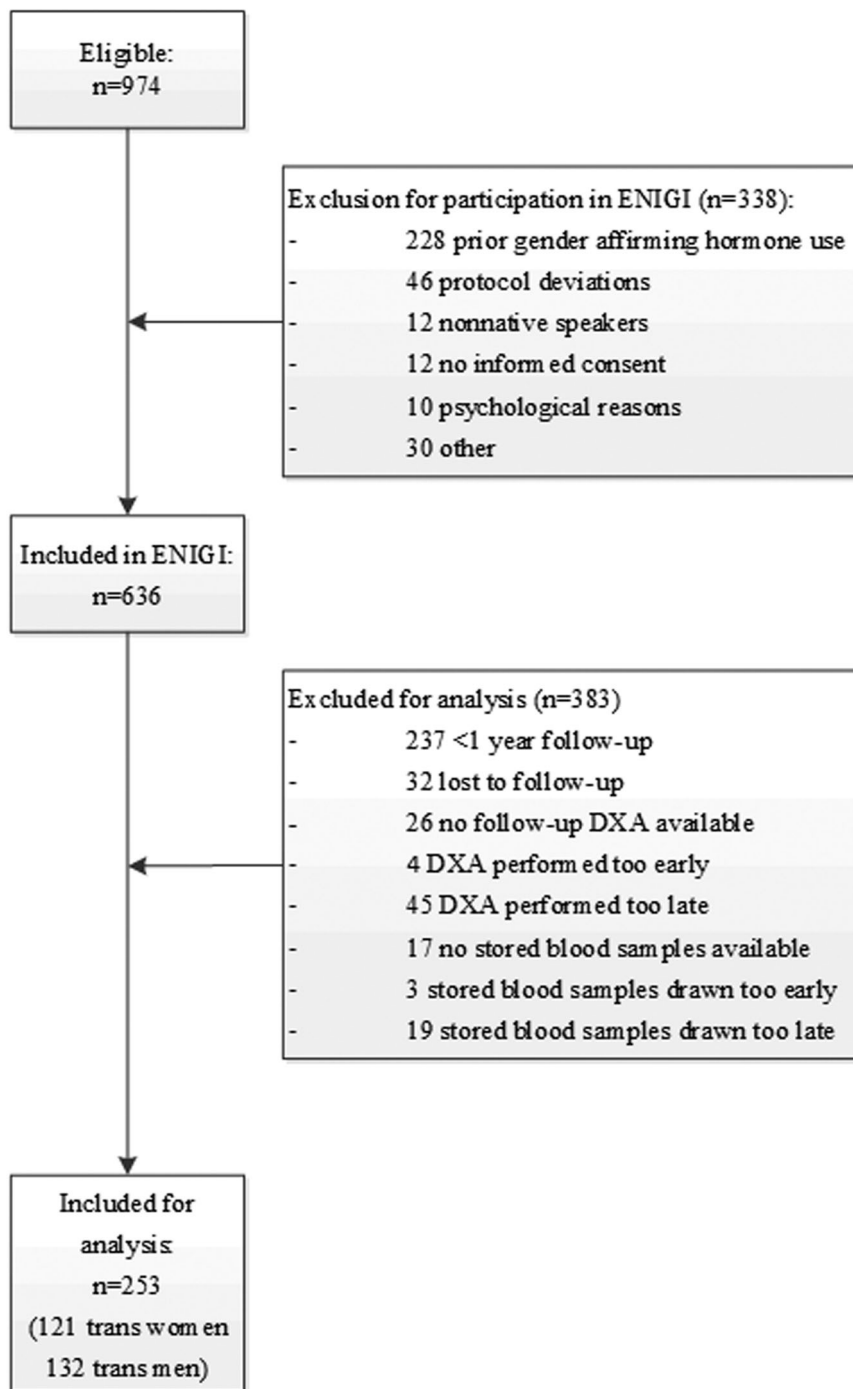 Eligible:
n=974
Exclusion for participation in ENIGI (n=338):
- 228 prior gender affirming hormone use
- 46 protocol deviations
- 12 nonnative speakers
- 12 no informed consent
- 10 psychological reasons
- 30 other
Included in ENIGI:
n=636
Excluded for analysis (n=383)
- 237 <1 year follow-up
- 32 lost to follow-up
- 26 no follow-up DXA available
- 4 DXA performed too early
- 45 DXA performed too late
- 17 no stored blood samples available
- 3 stored blood samples drawn too early
- 19 stored blood samples drawn too late
Included for
analysis:
n=253
(121 trans women
132 trans men)